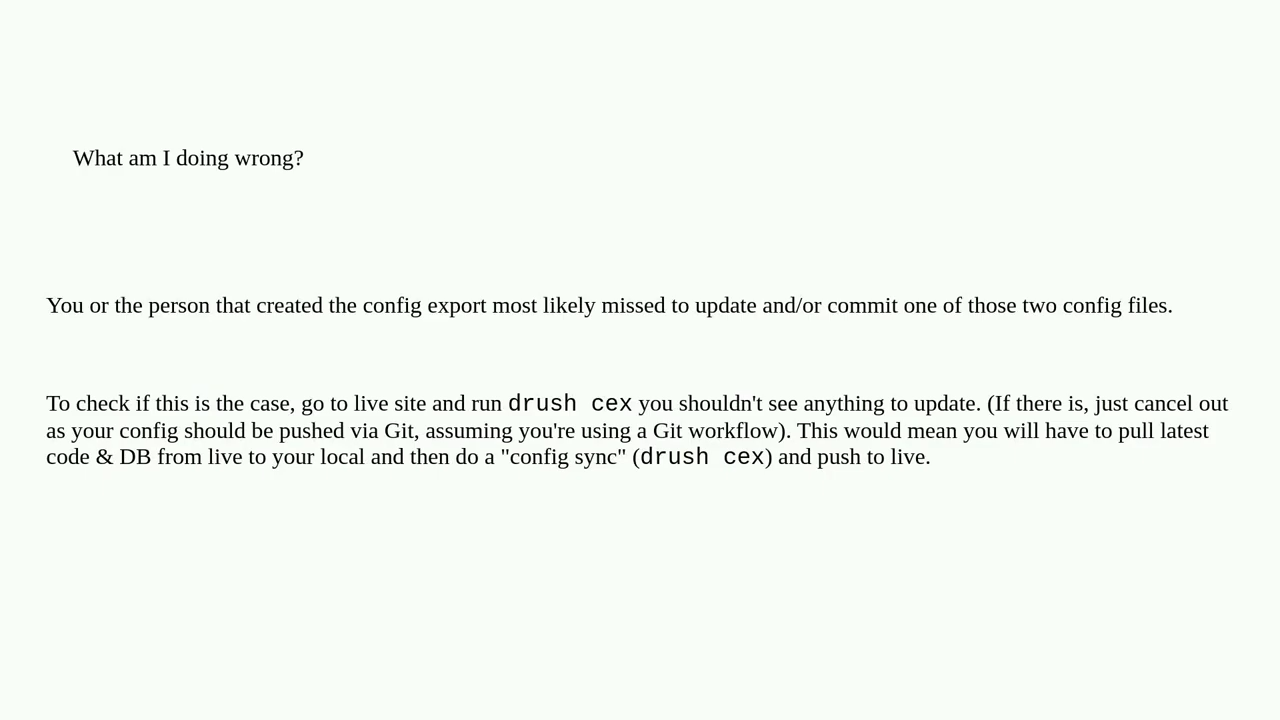 What am I doing wrong?
You or the person that created the config export most likely missed to update and/or commit one of those two config files.
To check if this is the case, go to live site and run drush cex you shouldn't see anything to update. (If there is, just cancel out
as your config should be pushed via Git, assuming you're using a Git workflow). This would mean you will have to pull latest
code & DB from live to your local and then do a "config sync" (drush cex) and push to live.